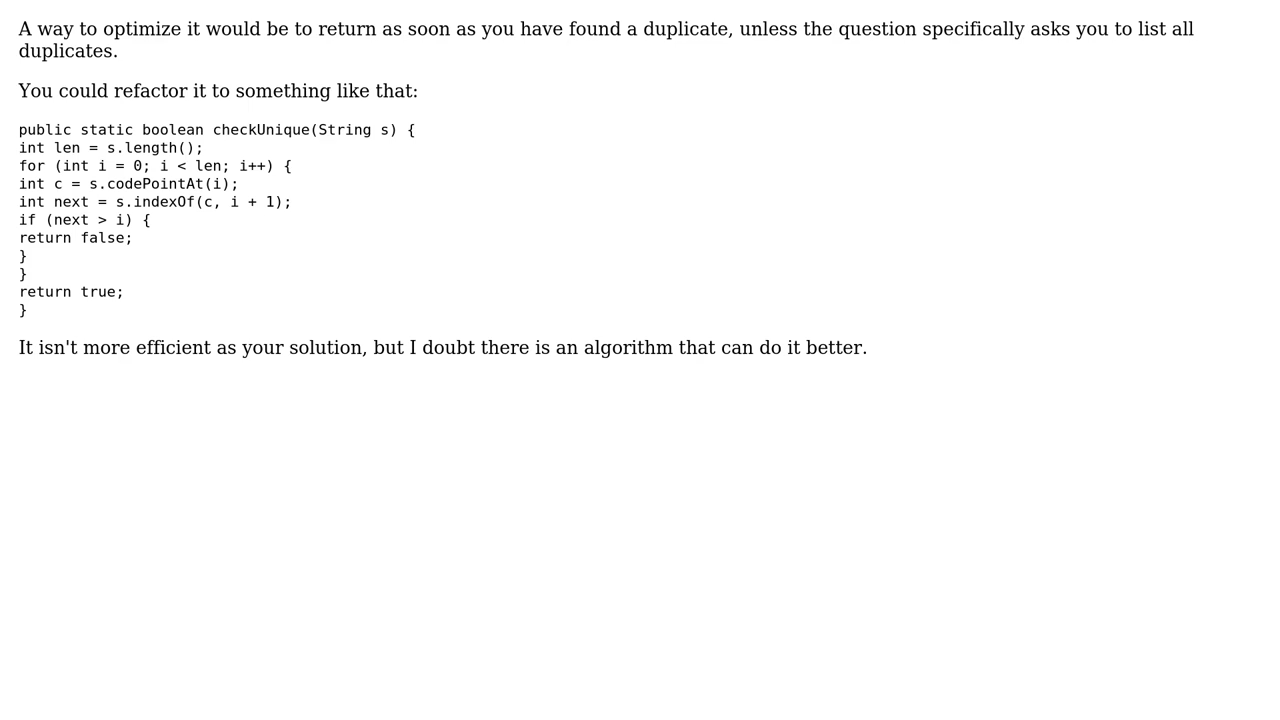 A way to optimize it would be to return as soon as you have found a duplicate, unless the question specifically asks you to list all
duplicates.
You could refactor it to something like that:
public static boolean checkUnique(String s) {
int len = s.length();
for (int i = 0; i < len; i++) {
int c = s.codePointAt(i);
int next = s.indexOf(c, i + 1);
if (next > i) {
return false;
}
}
return true;
}
It isn't more efficient as your solution, but I doubt there is an algorithm that can do it better.